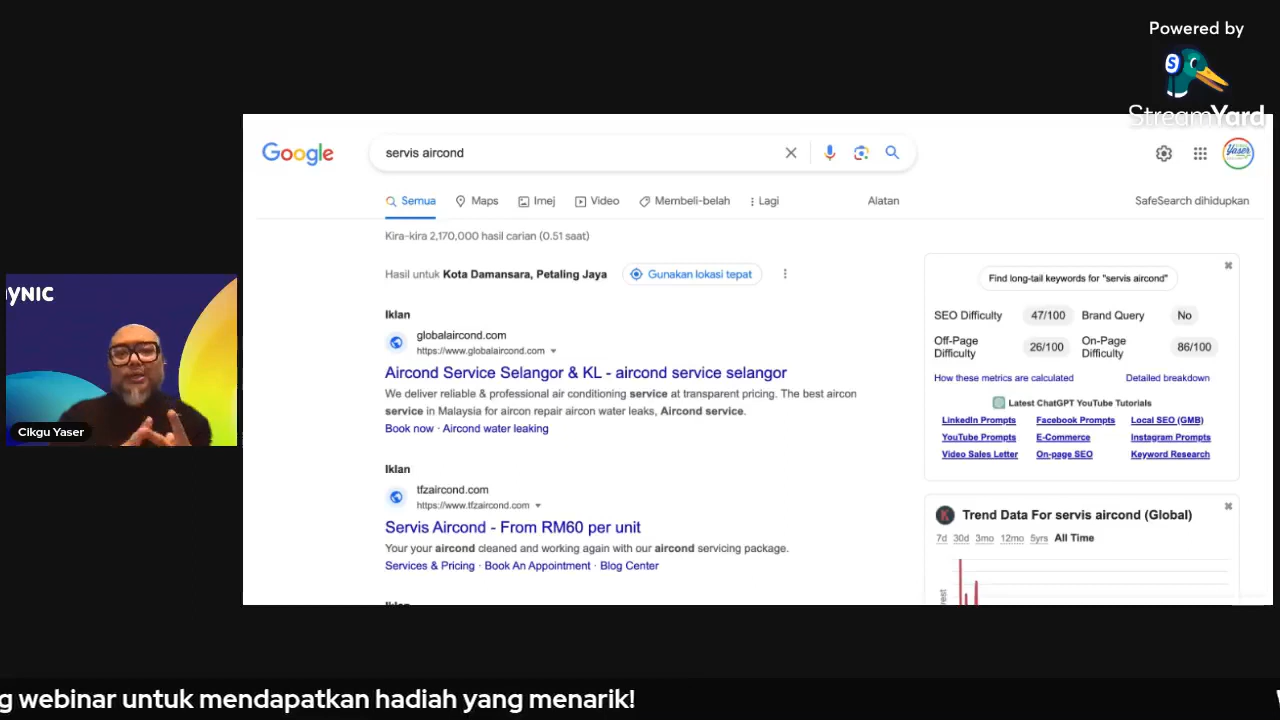 Powered by
StreamYard
Google
servis aircond
Semua
Maps
Imej
Video
Membeli-belah
Lagi
Alatan
SafeSearch dihidupkan
Kira-kira 2,170,000 hasil carian (0.51 saat)
Hasil untuk Kota Damansara, Petaling Jaya
Gunakan lokasi tepat
Iklan
globalaircond.com
https://www.globalaircond.com
Aircond Service Selangor & KL - aircond service selangor
We deliver reliable & professional air conditioning service at transparent pricing. The best aircon
service in Malaysia for aircon repair aircon water leaks, Aircond service.
Book now · Aircond water leaking
Iklan
tfzaircond.com
https://www.tfzaircond.com
Servis Aircond - From RM60 per unit
Your your aircond cleaned and working again with our aircond servicing package.
Services & Pricing · Book An Appointment · Blog Center
Find long-tail keywords for "servis aircond"
SEO Difficulty 47/100 Brand Query No
Off-Page Difficulty 26/100 On-Page Difficulty 86/100
How these metrics are calculated
Detailed breakdown
Latest ChatGPT YouTube Tutorials
LinkedIn Prompts Facebook Prompts Local SEO (GMB)
YouTube Prompts E-Commerce Instagram Prompts
Video Sales Letter On-page SEO Keyword Research
Trend Data For servis aircond (Global)
7d 30d 3mo 12mo 5yrs All Time
YNIC
Cikgu Yaser
g webinar untuk mendapatkan hadiah yang menarik!